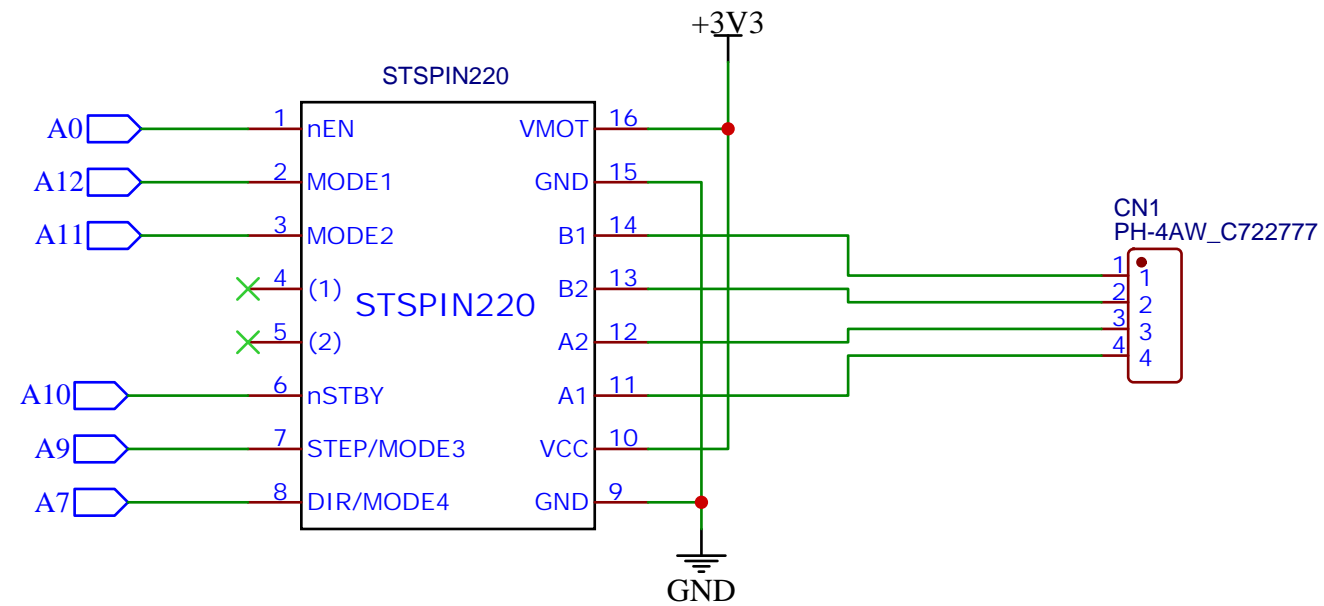 +3V3
STSPIN220
A0 1 nEN VMOT 16
A12 2 MODE1 GND 15
A11 3 MODE2 B1 14
4 (1) B2 13
STSPIN220
5 (2) A2 12
A10 6 nSTBY A1 11
A9 7 STEP/MODE3 VCC 10
A7 8 DIR/MODE4 GND 9
GND
CN1
PH-4AW_C722777
1 1
2 2
3 3
4 4